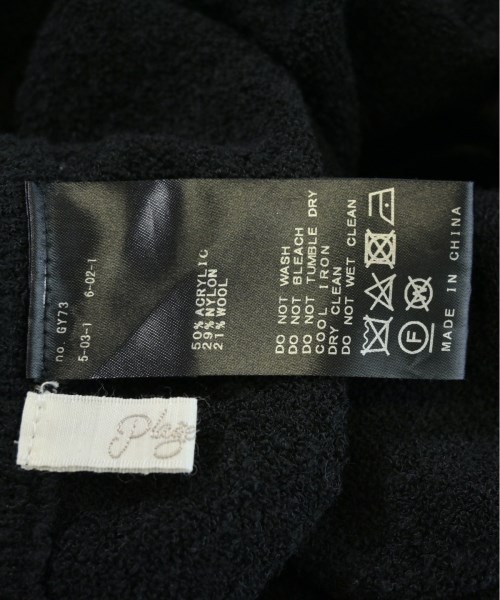 no. GY73
5-03-1 6-02-1
50% ACRYLIC
29% NYLON
21% WOOL
DO NOT WASH
DO NOT BLEACH
DO NOT TUMBLE DRY
COOL IRON
DRY CLEAN
DO NOT WET CLEAN
F
MADE IN CHINA
Plage